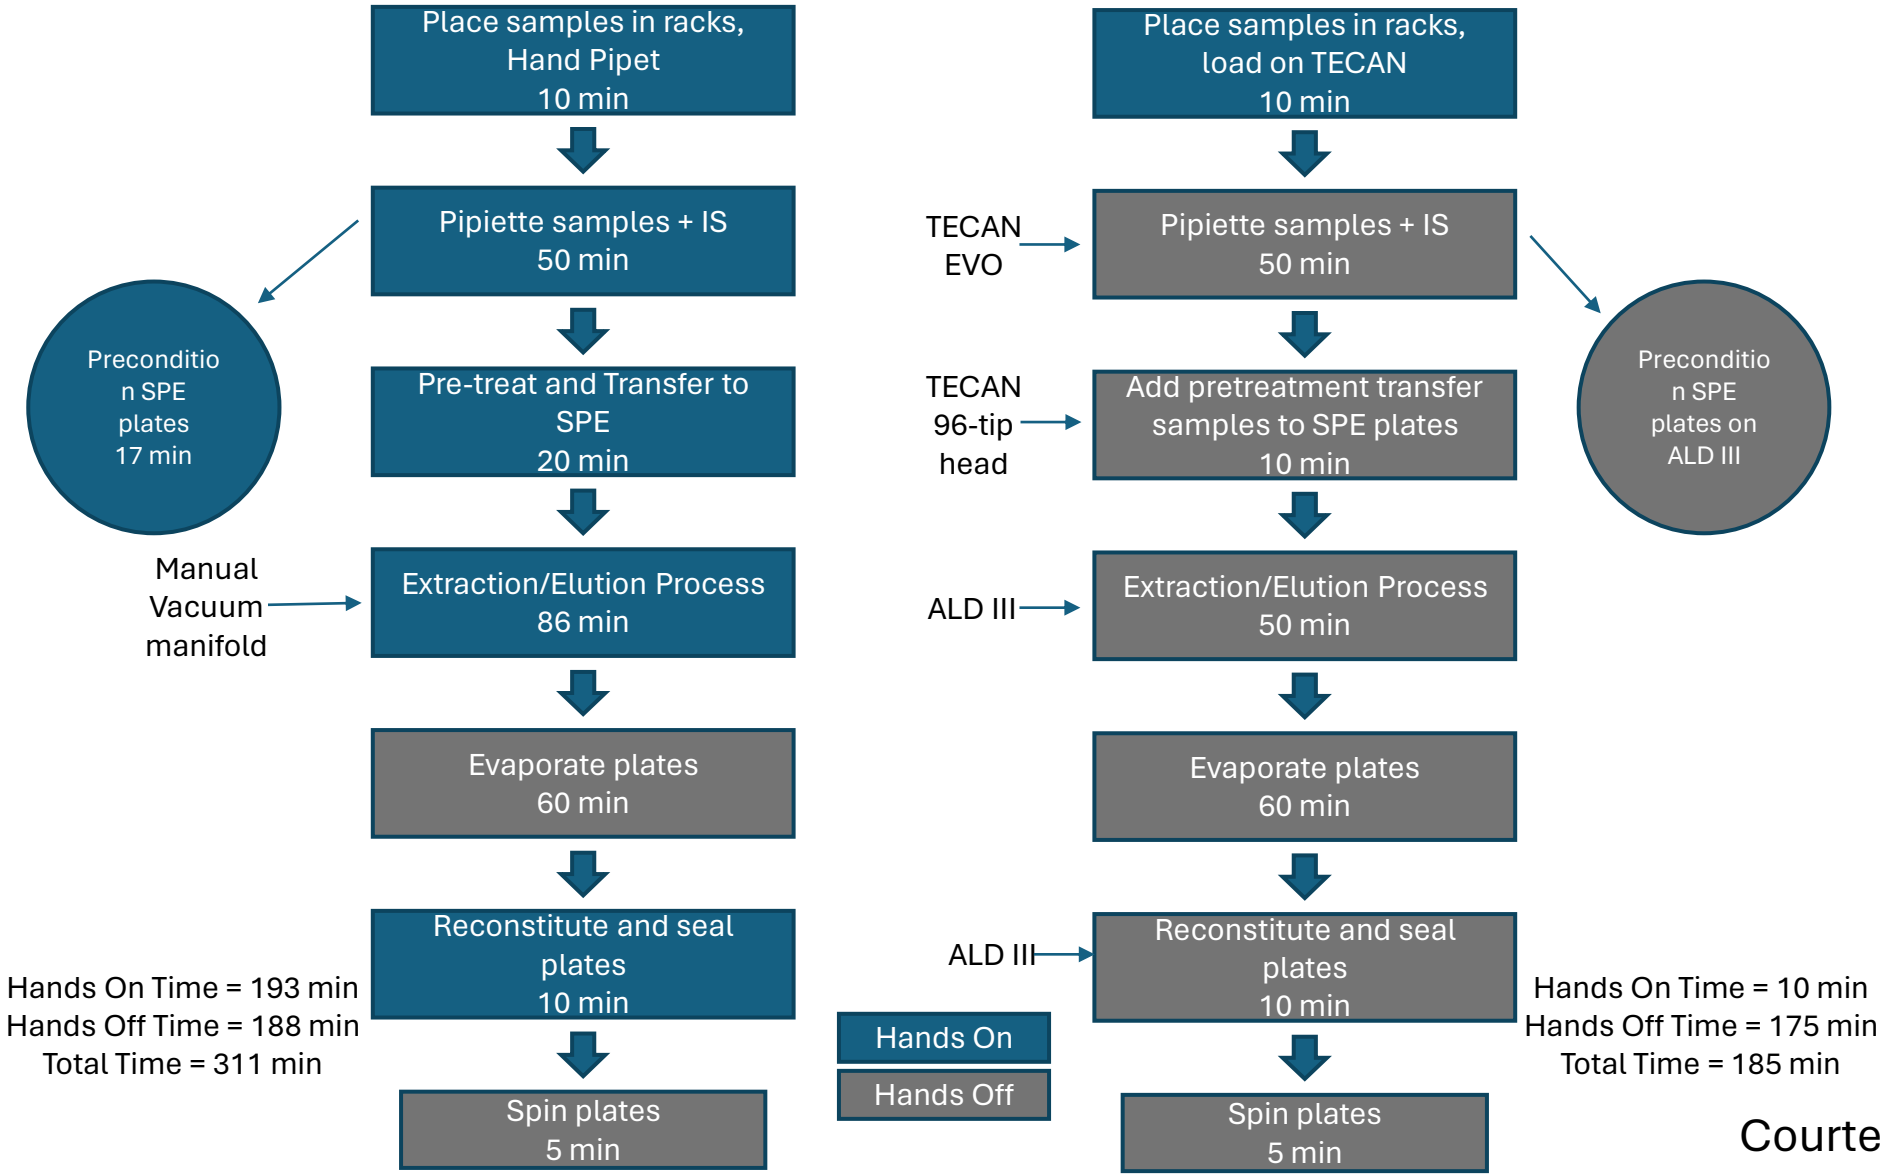 Place samples in racks,
Hand Pipet
10 min
Pipiette samples + IS
50 min
Preconditio
n SPE
plates
17 min
Pre-treat and Transfer to
SPE
20 min
Manual
Vacuum
manifold
Extraction/Elution Process
86 min
Evaporate plates
60 min
Reconstitute and seal
plates
10 min
Hands On Time = 193 min
Hands Off Time = 188 min
Total Time = 311 min
Spin plates
5 min
Place samples in racks,
load on TECAN
10 min
TECAN
EVO
Pipiette samples + IS
50 min
Preconditio
n SPE
plates on
ALD III
TECAN
96-tip
head
Add pretreatment transfer
samples to SPE plates
10 min
ALD III
Extraction/Elution Process
50 min
Evaporate plates
60 min
ALD III
Reconstitute and seal
plates
10 min
Hands On Time = 10 min
Hands Off Time = 175 min
Total Time = 185 min
Hands On
Hands Off
Spin plates
5 min
Courte